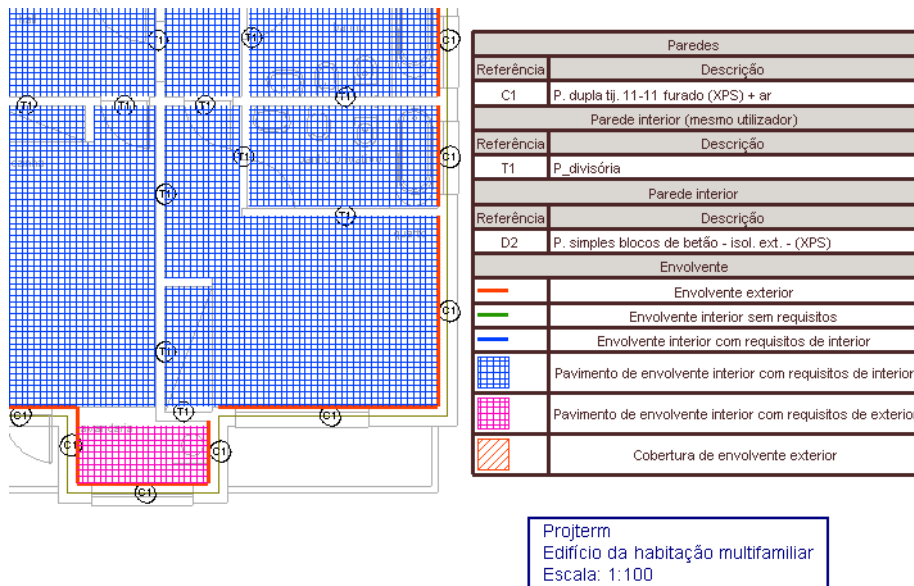 T1
C1
T1
T1
T1
T1
T1
T1
C1
T1
T1
C1
T1
T1
C1
C1
C1
C1
C1
Paredes
Referência Descrição
C1 P. dupla tij. 11-11 furado (XPS) + ar
Parede interior (mesmo utilizador)
Referência Descrição
T1 P_divisória
Parede interior
Referência Descrição
D2 P. simples blocos de betão - isol. ext. - (XPS)
Envolvente
Envolvente exterior
Envolvente interior sem requisitos
Envolvente interior com requisitos de interior
Pavimento de envolvente interior com requisitos de interior
Pavimento de envolvente interior com requisitos de exterior
Cobertura de envolvente exterior
Projterm
Edifício da habitação multifamiliar
Escala: 1:100